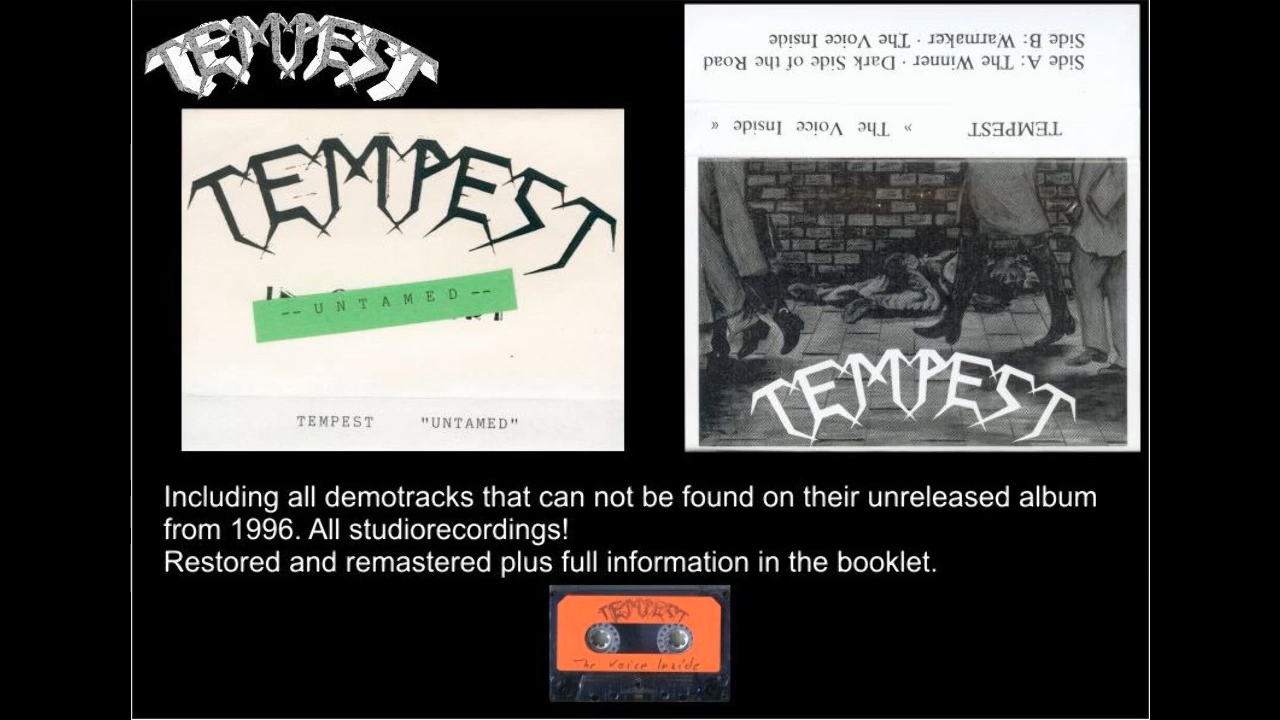 TEMPEST
TEMPEST
-- UNTAMED --
TEMPEST "UNTAMED"
Side A: The Winner · Dark Side of the Road
Side B: Warmaker · The Voice Inside
TEMPEST » The Voice Inside «
TEMPEST
Including all demotracks that can not be found on their unreleased album
from 1996. All studiorecordings!
Restored and remastered plus full information in the booklet.
TEMPEST
The Voice Inside